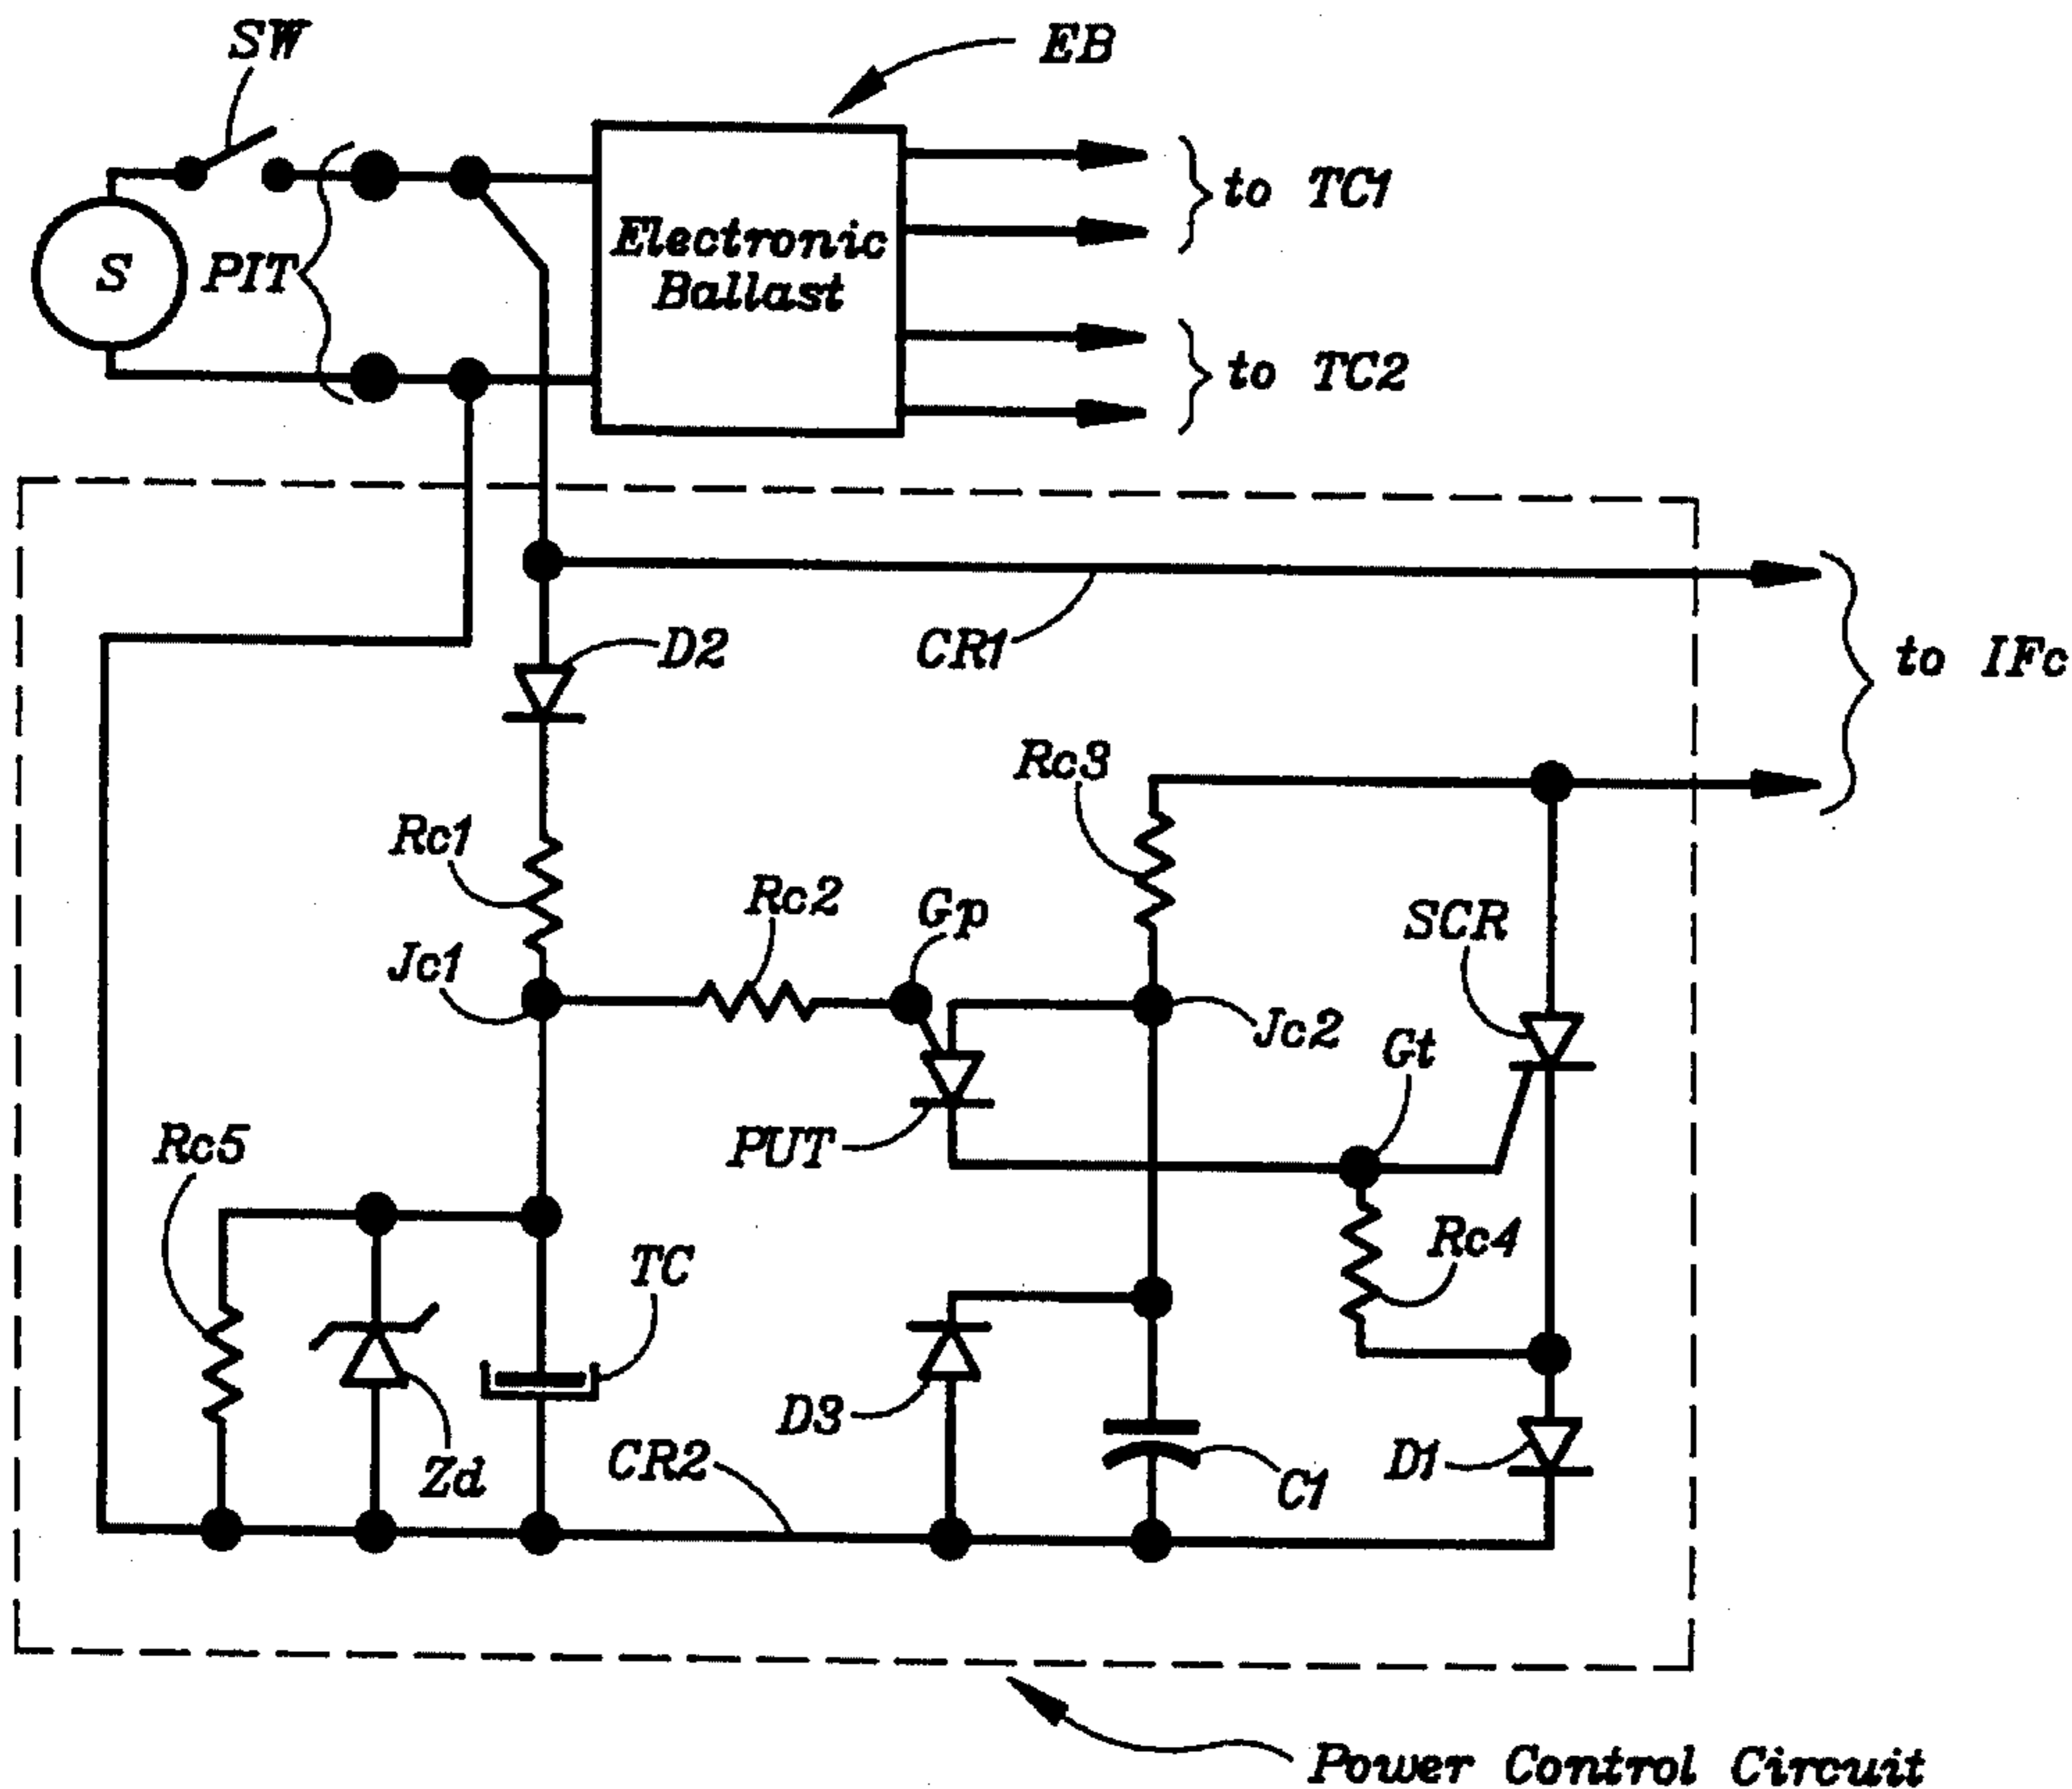 SW
EB
S
PIT
Electronic
Ballast
to TC1
to TC2
D2
CR1
to IFc
Rc3
Rc1
Rc2
Gp
SCR
Jc1
Jc2
Gt
PUT
Rc5
TC
Rc4
D3
Zd
CR2
C1
D1
Power Control Circuit